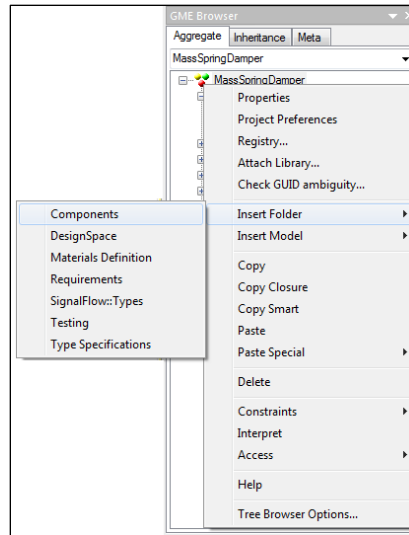 GME Browser
Aggregate Inheritance Meta
MassSpringDamper
MassSpringDamper
Properties
Project Preferences
Registry...
Attach Library...
Check GUID ambiguity...
Insert Folder
Insert Model
Copy
Copy Closure
Copy Smart
Paste
Paste Special
Delete
Constraints
Interpret
Access
Help
Tree Browser Options...
Components
DesignSpace
Materials Definition
Requirements
SignalFlow::Types
Testing
Type Specifications